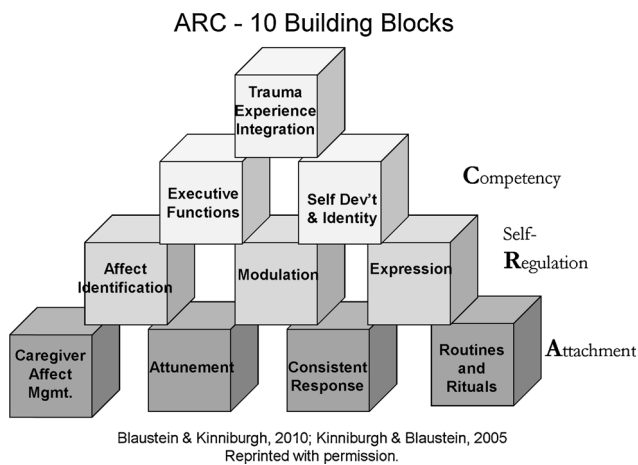 ARC - 10 Building Blocks
Trauma
Experience
Integration
Executive
Functions
Self Dev't
& Identity
Competency
Affect
Identification
Modulation
Expression
Self-
Regulation
Caregiver
Affect
Mgmt.
Attunement
Consistent
Response
Routines
and
Rituals
Attachment
Blaustein & Kinniburgh, 2010; Kinniburgh & Blaustein, 2005
Reprinted with permission.